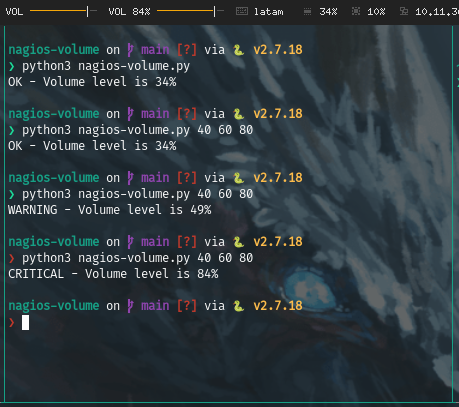 VOL VOL 84% latam 34% 10% 10.11.3
nagios-volume on main [?] via v2.7.18
❯ python3 nagios-volume.py
OK - Volume level is 34%
nagios-volume on main [?] via v2.7.18
❯ python3 nagios-volume.py 40 60 80
OK - Volume level is 34%
nagios-volume on main [?] via v2.7.18
❯ python3 nagios-volume.py 40 60 80
WARNING - Volume level is 49%
nagios-volume on main [?] via v2.7.18
❯ python3 nagios-volume.py 40 60 80
CRITICAL - Volume level is 84%
nagios-volume on main [?] via v2.7.18
❯